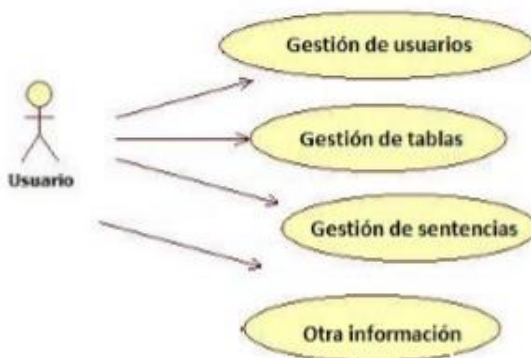 Gestión de usuarios
Gestión de tablas
Usuario
Gestión de sentencias
Otra información